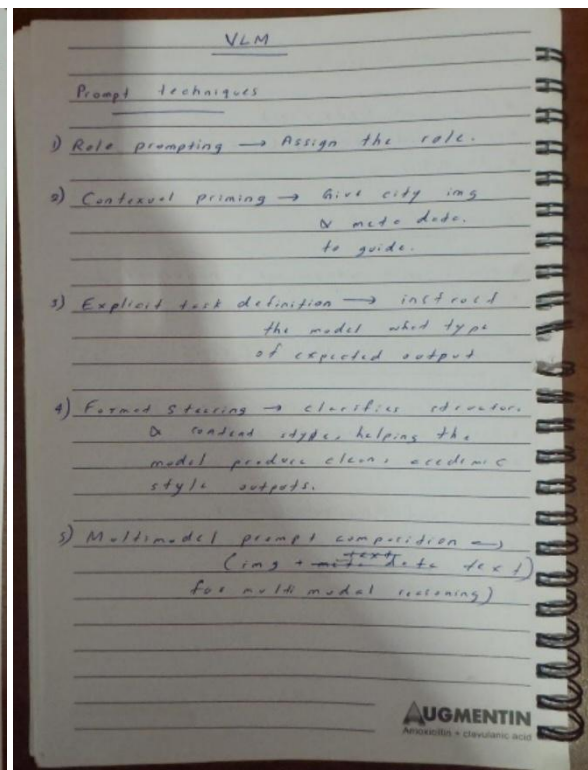 VLM
Prompt techniques
1) Role prompting → Assign the role.
2) Contexual priming → Give city img
& meta data.
to guide.
3) Explicit task definition → instruct
the model what type
of expected output
4) Format steering → clarifies structure
& content style, helping the
model produce clean, academic
style outputs.
5) Multimodel prompt composition →
text
(img + meta data text)
for multi modal reasoning)
AUGMENTIN
Amoxicillin + clavulanic acid